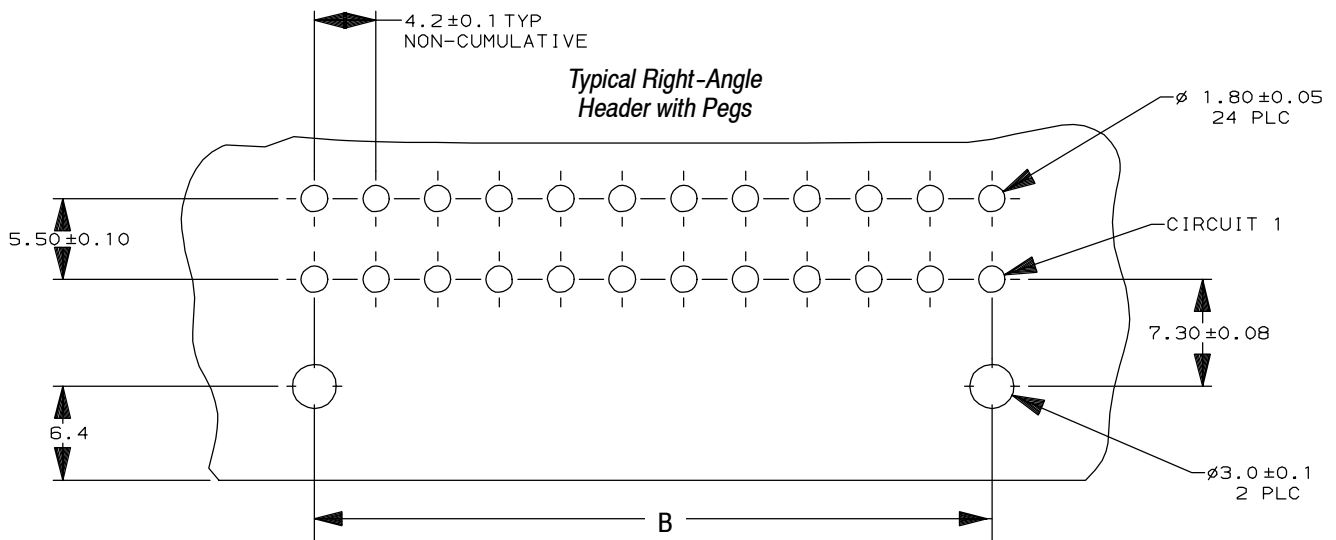 4.2±0.1 TYP
NON-CUMULATIVE
Typical Right-Angle
Header with Pegs
ø 1.80±0.05
24 PLC
5.50±0.10
CIRCUIT 1
7.30±0.08
6.4
ø3.0±0.1
2 PLC
B